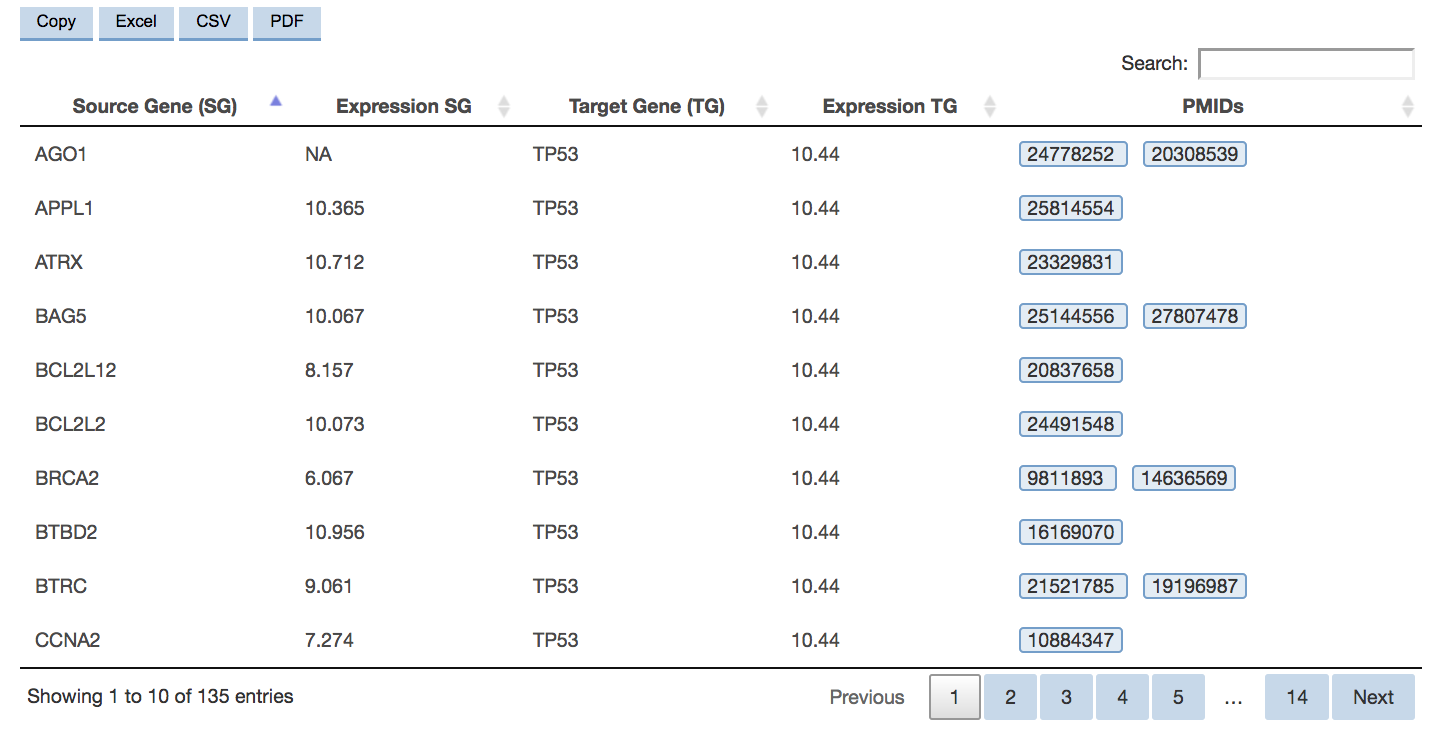 Copy Excel CSV PDF
Search:
Source Gene (SG) Expression SG Target Gene (TG) Expression TG PMIDs
AGO1 NA TP53 10.44 24778252 20308539
APPL1 10.365 TP53 10.44 25814554
ATRX 10.712 TP53 10.44 23329831
BAG5 10.067 TP53 10.44 25144556 27807478
BCL2L12 8.157 TP53 10.44 20837658
BCL2L2 10.073 TP53 10.44 24491548
BRCA2 6.067 TP53 10.44 9811893 14636569
BTBD2 10.956 TP53 10.44 16169070
BTRC 9.061 TP53 10.44 21521785 19196987
CCNA2 7.274 TP53 10.44 10884347
Showing 1 to 10 of 135 entries Previous 1 2 3 4 5 ... 14 Next